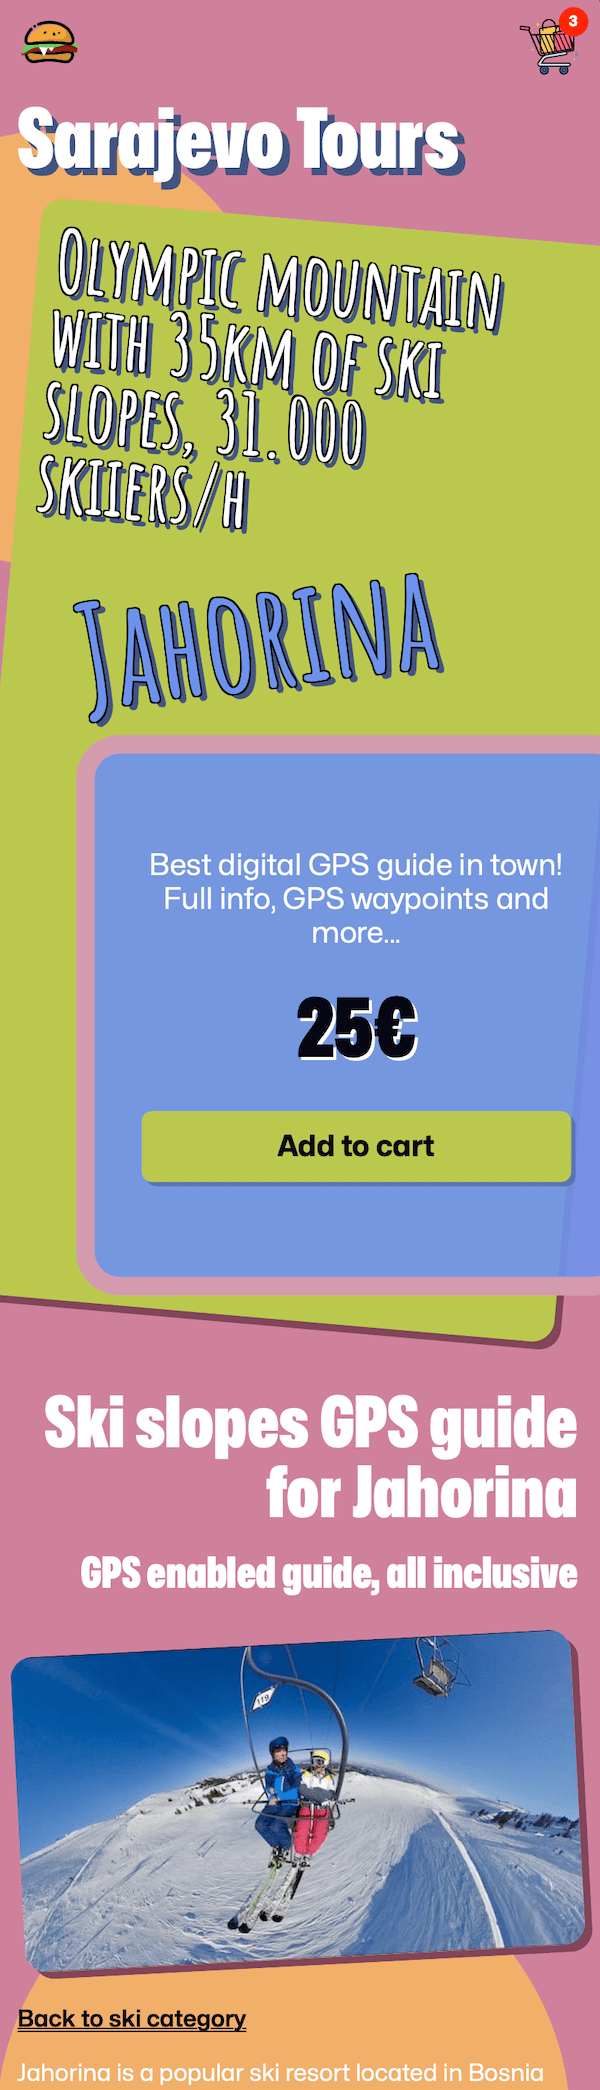 3
Sarajevo Tours
Olympic mountain
with 35km of ski
slopes, 31.000
skiiers/h
Jahorina
Best digital GPS guide in town!
Full info, GPS waypoints and
more...
25€
Add to cart
Ski slopes GPS guide
for Jahorina
GPS enabled guide, all inclusive
119
Back to ski category
Jahorina is a popular ski resort located in Bosnia